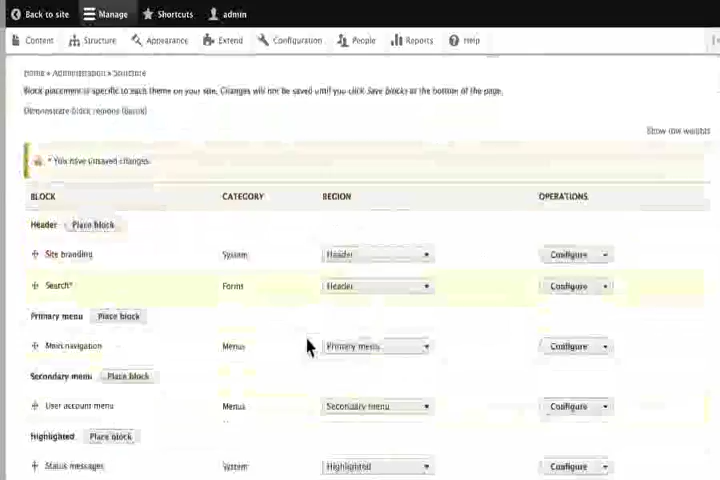 Back to site Manage Shortcuts admin
Content Structure Appearance Extend Configuration People Reports Help
Home » Administration » Structure
Block placement is specific to each theme on your site. Changes will not be saved until you click Save blocks at the bottom of the page.
Demonstrate block regions (Bartik)
Show row weights
* You have unsaved changes.
BLOCK CATEGORY REGION OPERATIONS
Header Place block
Site branding System Header Configure
Search* Forms Header Configure
Primary menu Place block
Main navigation Menus Primary menu Configure
Secondary menu Place block
User account menu Menus Secondary menu Configure
Highlighted Place block
Status messages System Highlighted Configure